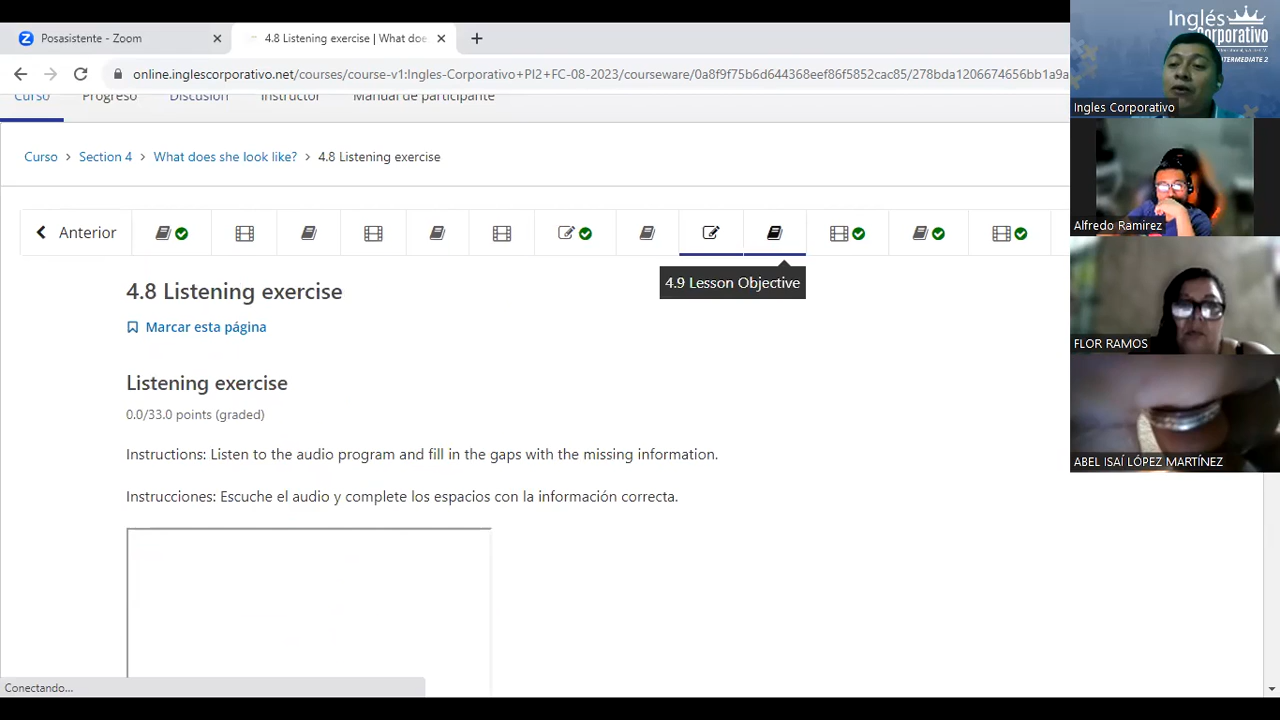 Posasistente - Zoom
4.8 Listening exercise | What doe
online.inglescorporativo.net/courses/course-v1:Ingles-Corporativo+PI2+FC-08-2023/courseware/0a8f9f75b6d644368eef86f5852cac85/278bda1206674656bb1a9a
Curso Progreso Discusión Instructor Manual de participante
Curso > Section 4 > What does she look like? > 4.8 Listening exercise
Anterior
4.9 Lesson Objective
4.8 Listening exercise
Marcar esta página
Listening exercise
0.0/33.0 points (graded)
Instructions: Listen to the audio program and fill in the gaps with the missing information.
Instrucciones: Escuche el audio y complete los espacios con la información correcta.
Conectando...
Inglés
Corporativo
INTERMEDIATE 2
Ingles Corporativo
Alfredo Ramirez
FLOR RAMOS
ABEL ISAÍ LÓPEZ MARTÍNEZ